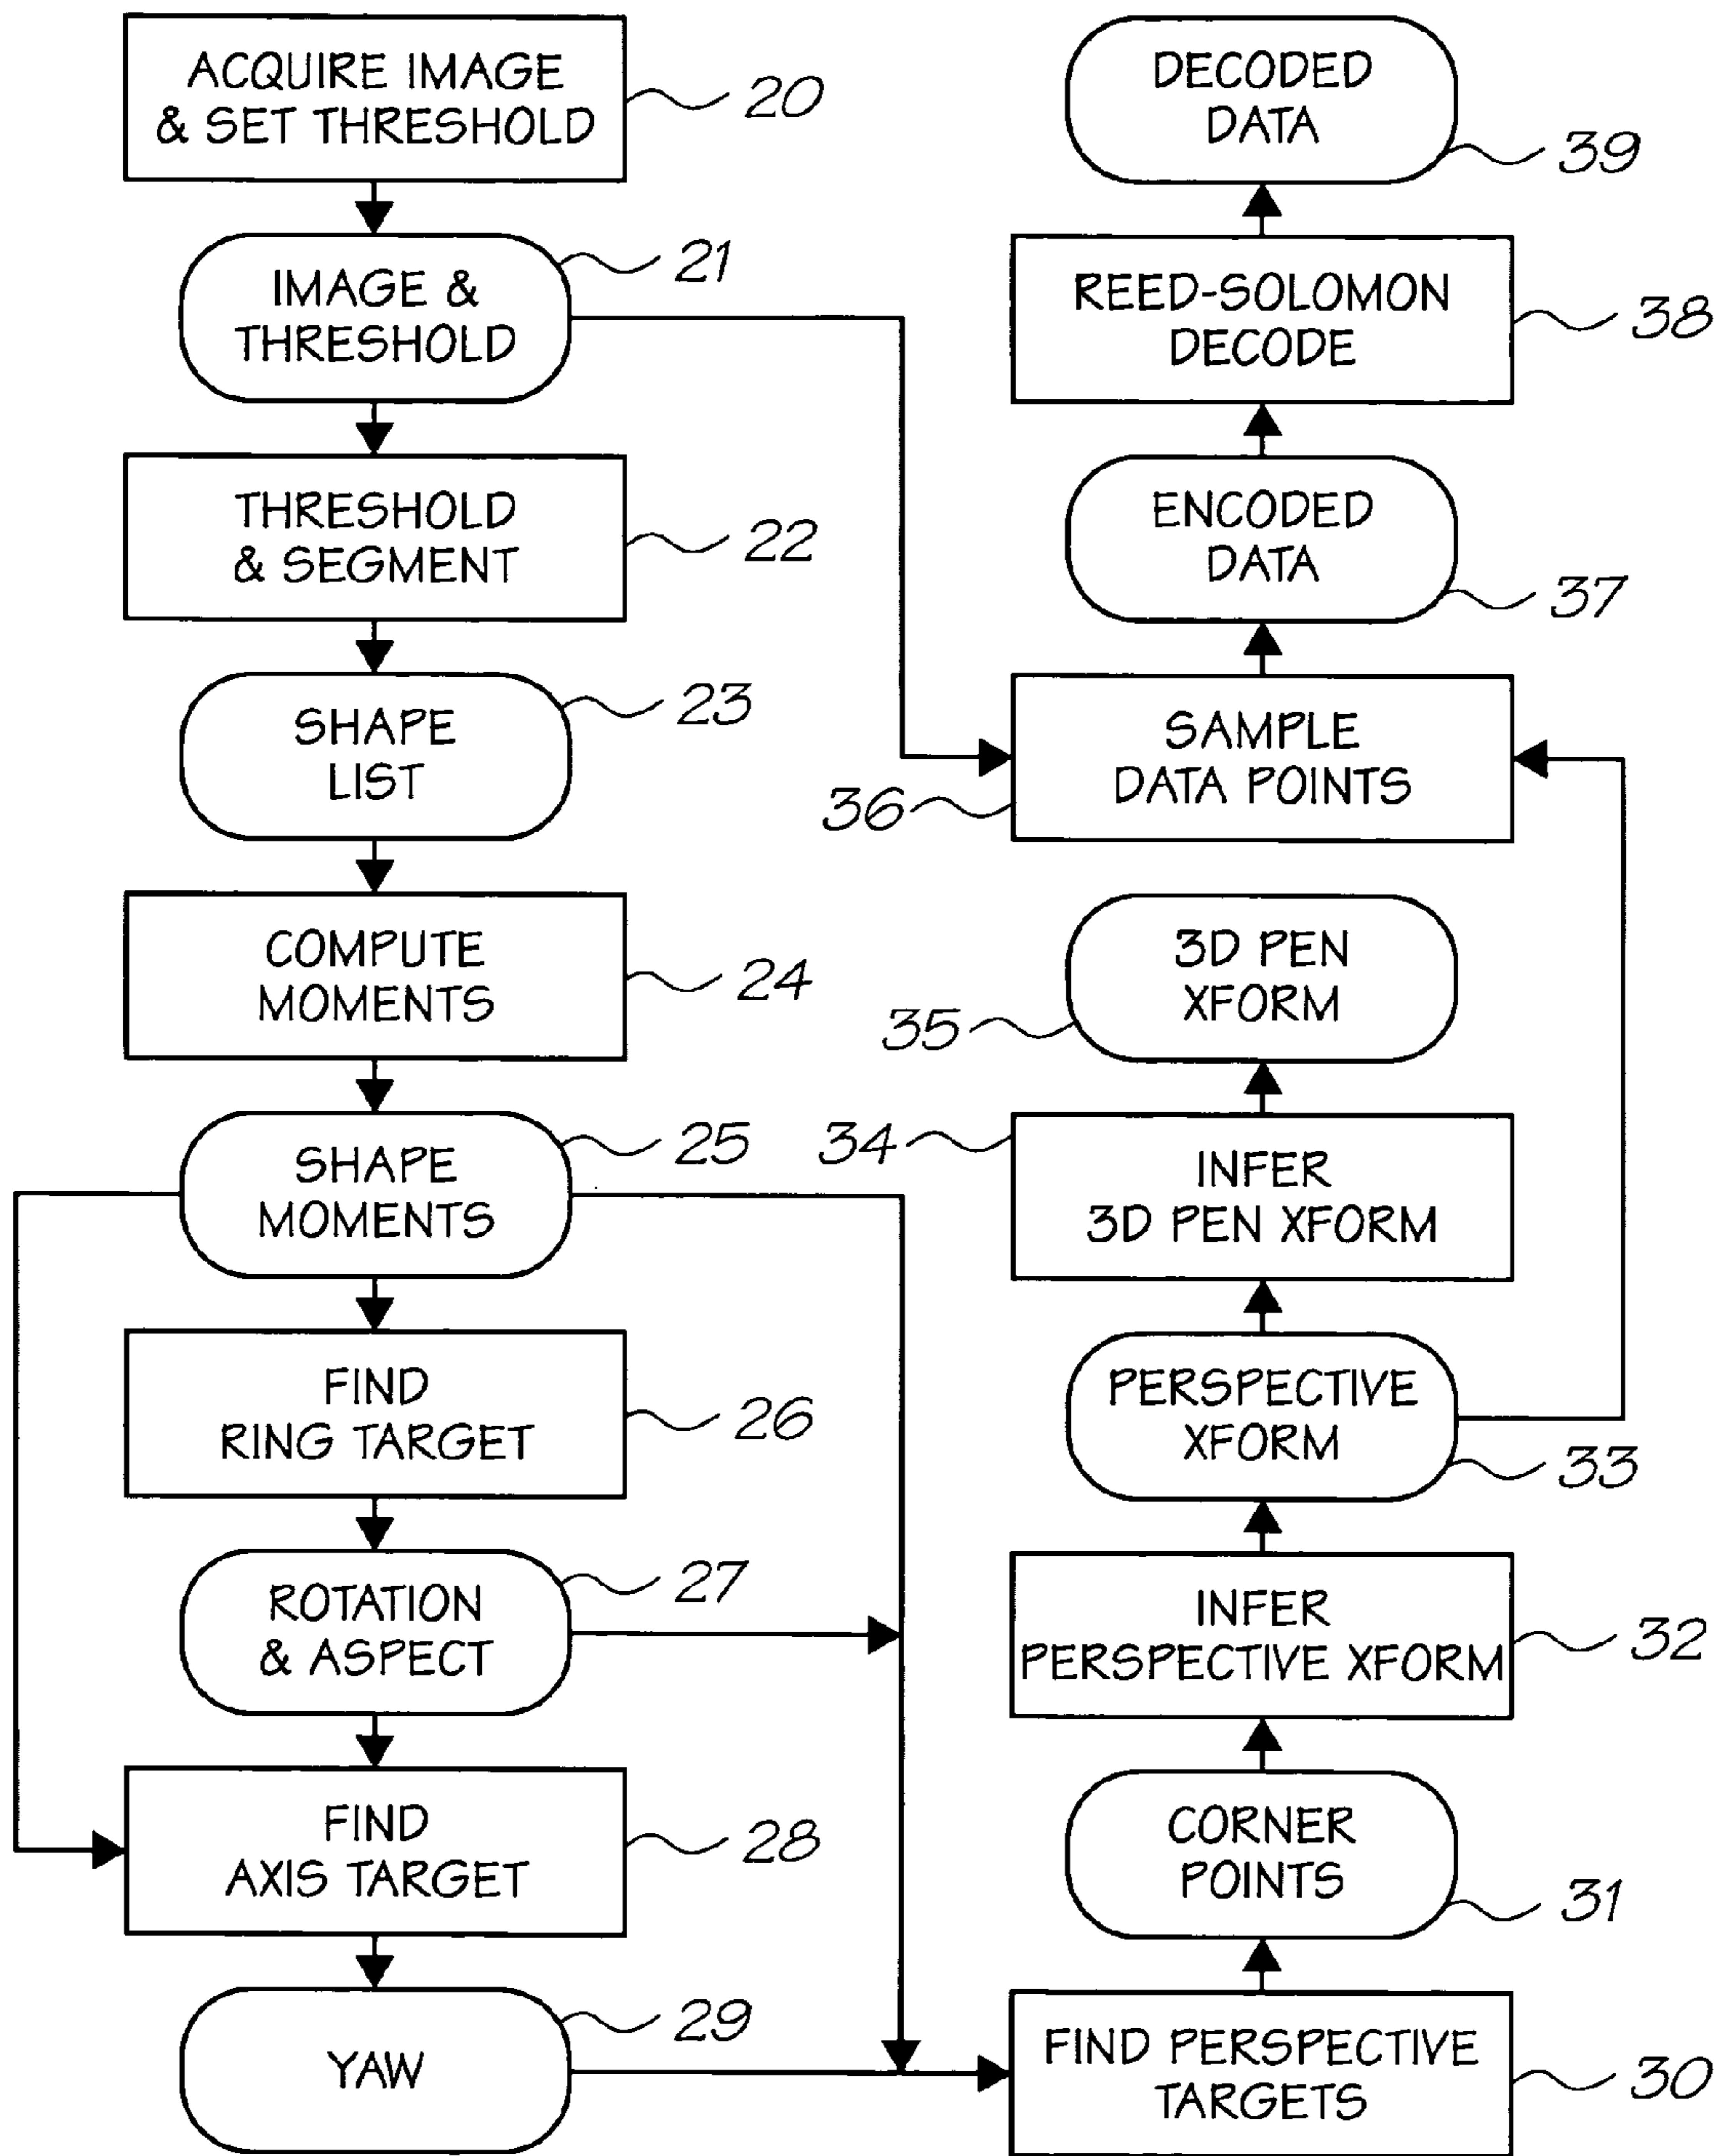 ACQUIRE IMAGE
& SET THRESHOLD
20
IMAGE &
THRESHOLD
21
THRESHOLD
& SEGMENT
22
SHAPE
LIST
23
COMPUTE
MOMENTS
24
SHAPE
MOMENTS
25
FIND
RING TARGET
26
ROTATION
& ASPECT
27
FIND
AXIS TARGET
28
YAW
29
DECODED
DATA
39
REED-SOLOMON
DECODE
38
ENCODED
DATA
37
SAMPLE
DATA POINTS
36
3D PEN
XFORM
35
INFER
3D PEN XFORM
34
PERSPECTIVE
XFORM
33
INFER
PERSPECTIVE XFORM
32
CORNER
POINTS
31
FIND PERSPECTIVE
TARGETS
30